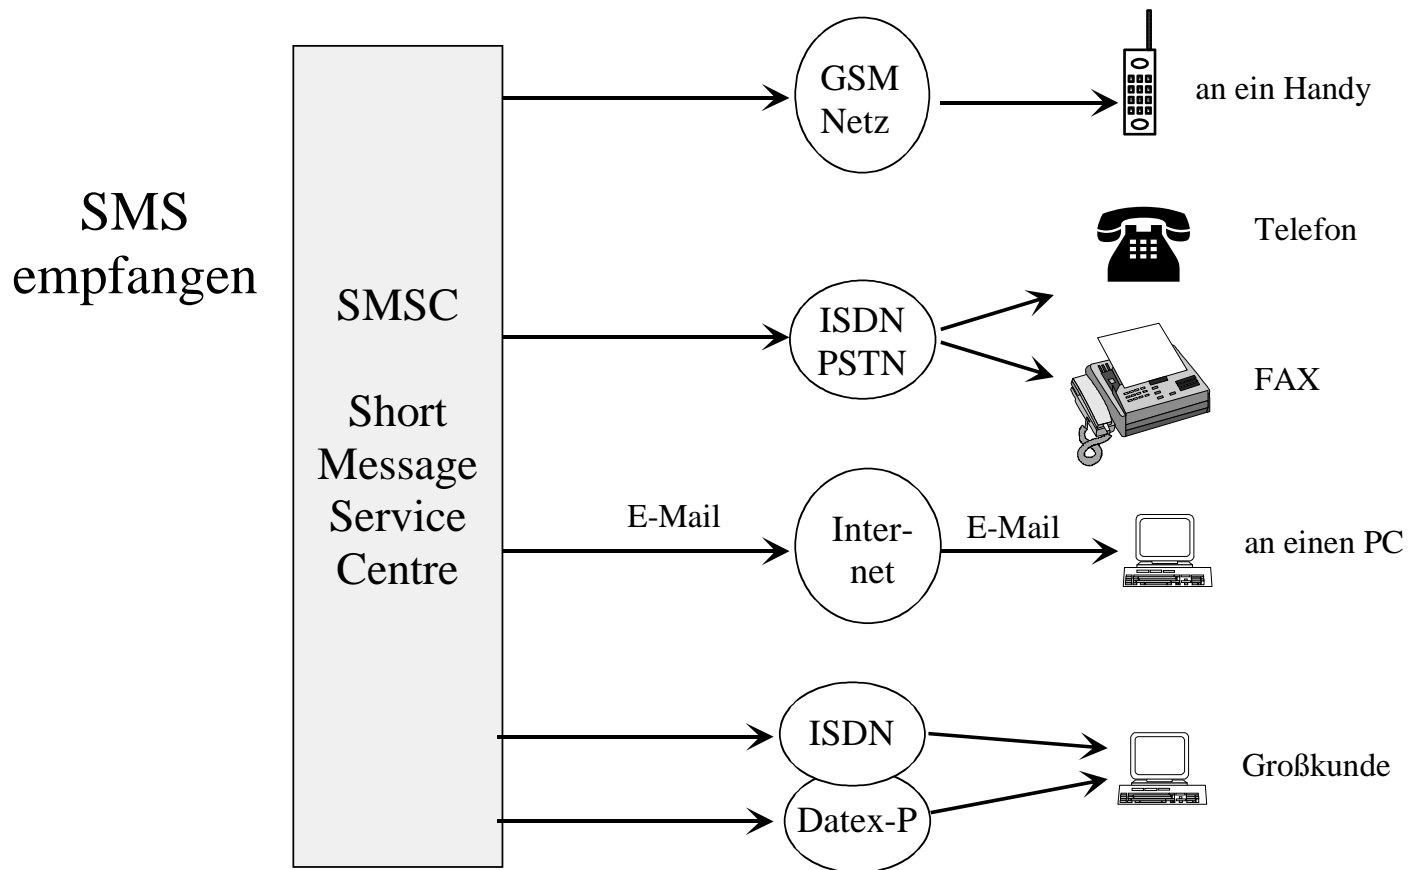 SMS
empfangen
SMSC
Short
Message
Service
Centre
GSM
Netz
an ein Handy
ISDN
PSTN
Telefon
FAX
E-Mail
Inter-
net
E-Mail
an einen PC
ISDN
Datex-P
Großkunde